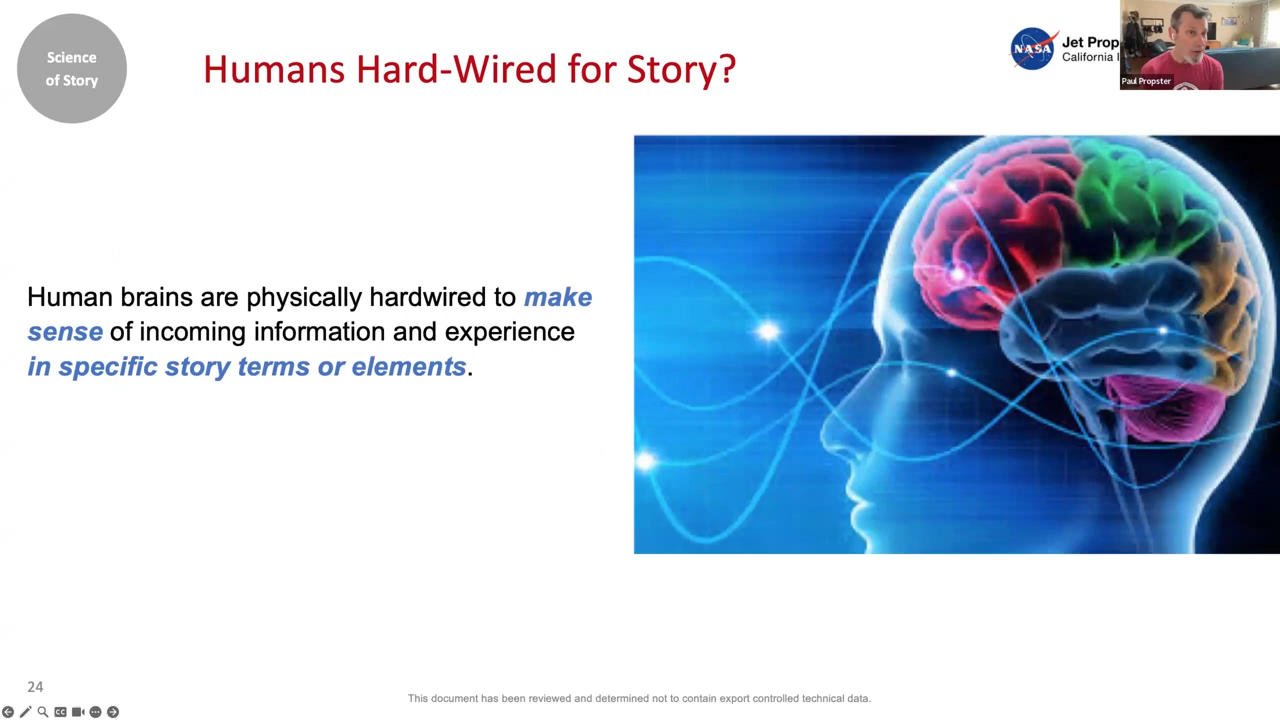 Science
of Story
Humans Hard-Wired for Story?
NASA
Jet Prop
California I
Paul Propster
Human brains are physically hardwired to make
sense of incoming information and experience
in specific story terms or elements.
24
CC
This document has been reviewed and determined not to contain export controlled technical data.